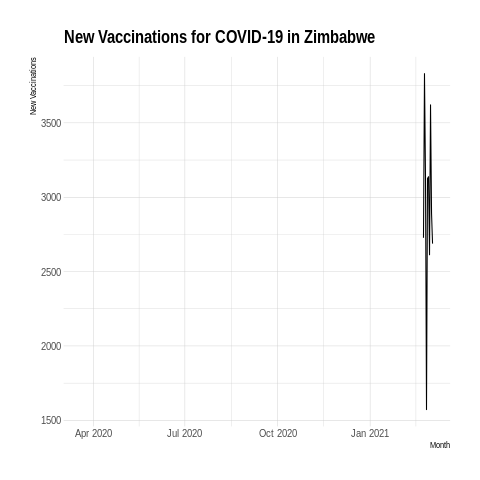 New Vaccinations for COVID-19 in Zimbabwe
New Vaccinations
3500
3000
2500
2000
1500
Apr 2020
Jul 2020
Oct 2020
Jan 2021
Month